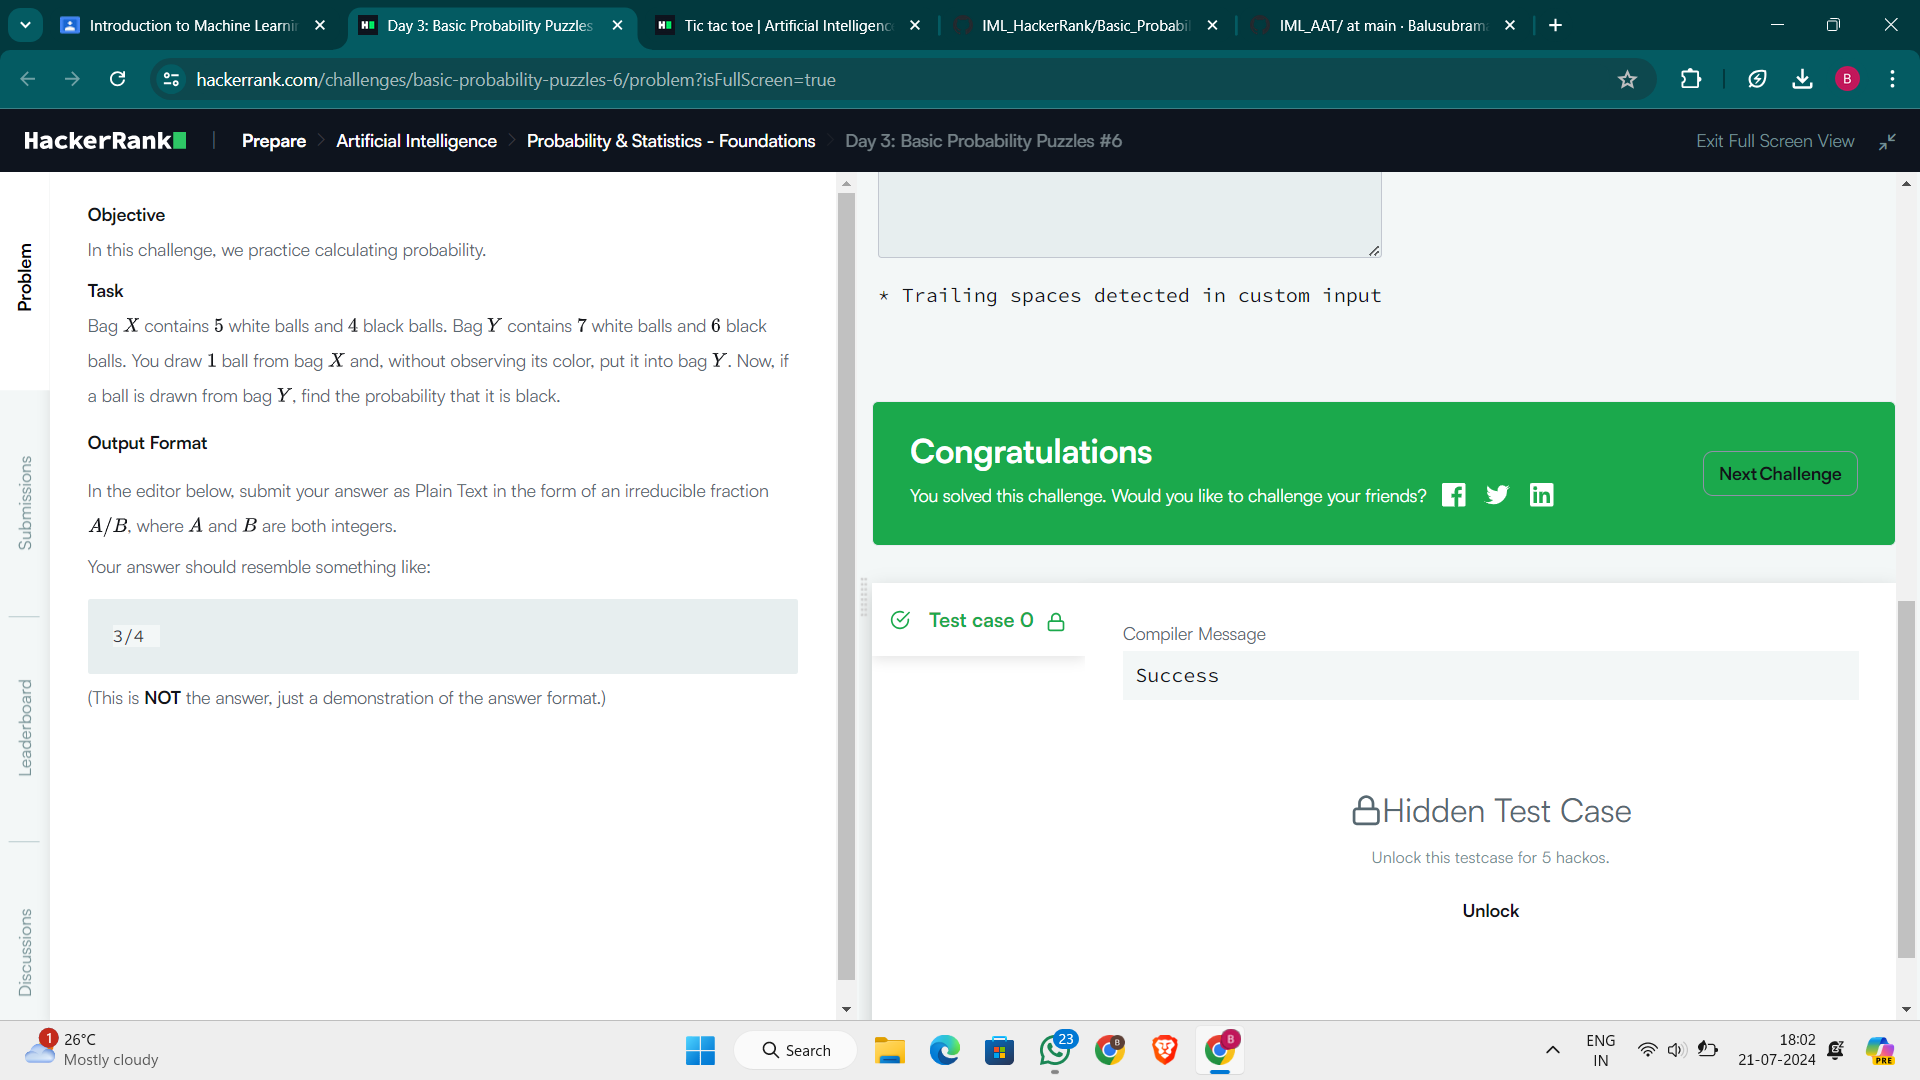 Introduction to Machine Learnin
Day 3: Basic Probability Puzzles
Tic tac toe | Artificial Intelligenc
IML_HackerRank/Basic_Probabil
IML_AAT/ at main · Balusubrama
hackerrank.com/challenges/basic-probability-puzzles-6/problem?isFullScreen=true
B
HackerRank
Prepare
Artificial Intelligence
Probability & Statistics - Foundations
Day 3: Basic Probability Puzzles #6
Exit Full Screen View
Problem
Submissions
Leaderboard
Discussions
Objective
In this challenge, we practice calculating probability.
Task
Bag X contains 5 white balls and 4 black balls. Bag Y contains 7 white balls and 6 black
balls. You draw 1 ball from bag X and, without observing its color, put it into bag Y. Now, if
a ball is drawn from bag Y, find the probability that it is black.
Output Format
In the editor below, submit your answer as Plain Text in the form of an irreducible fraction
A/B, where A and B are both integers.
Your answer should resemble something like:
3/4
(This is NOT the answer, just a demonstration of the answer format.)
* Trailing spaces detected in custom input
Congratulations
You solved this challenge. Would you like to challenge your friends?
Next Challenge
Test case 0
Compiler Message
Success
Hidden Test Case
Unlock this testcase for 5 hackos.
Unlock
1
26°C
Mostly cloudy
Search
23
B
B
ENG
IN
18:02
21-07-2024
PRE